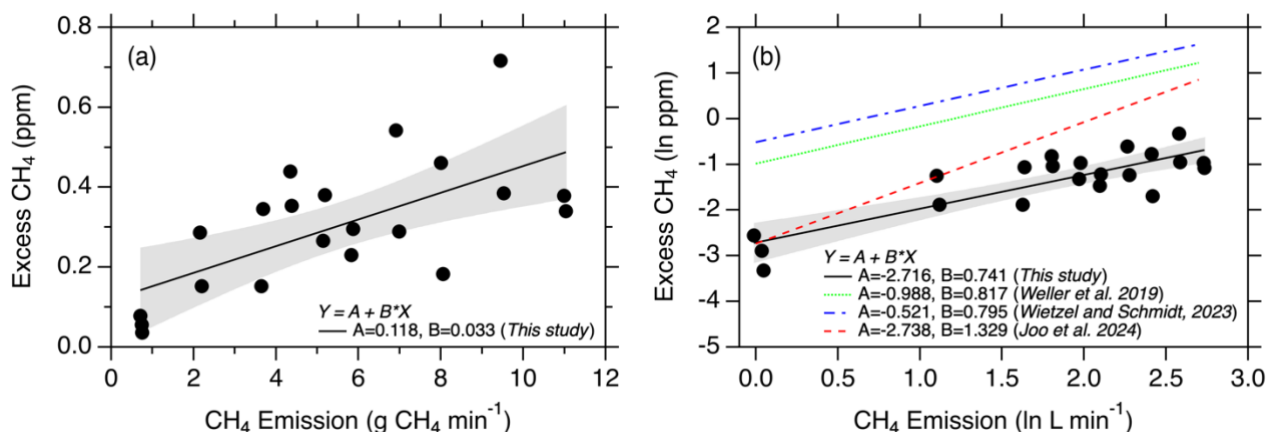 (a)
Excess CH₄ (ppm)
0.8
0.6
0.4
0.2
0.0
Y = A + B*X
A=0.118, B=0.033 (This study)
0 2 4 6 8 10 12
CH₄ Emission (g CH₄ min⁻¹)
(b)
Excess CH₄ (ln ppm)
2
1
0
-1
-2
-3
-4
-5
Y = A + B*X
A=-2.716, B=0.741 (This study)
A=-0.988, B=0.817 (Weller et al. 2019)
A=-0.521, B=0.795 (Wietzel and Schmidt, 2023)
A=-2.738, B=1.329 (Joo et al. 2024)
0.0 0.5 1.0 1.5 2.0 2.5 3.0
CH₄ Emission (ln L min⁻¹)